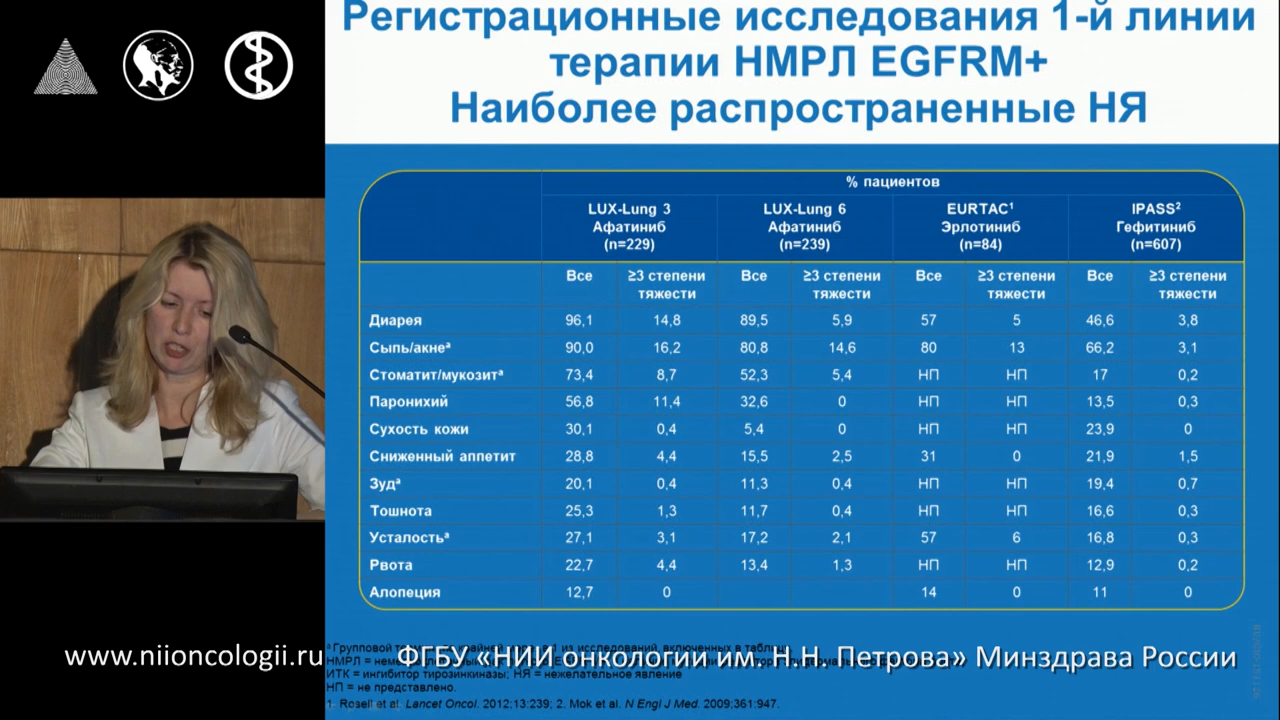 Регистрационные исследования 1-й линии
терапии НМРЛ EGFRM+
Наиболее распространенные НЯ
% пациентов
LUX-Lung 3 Афатиниб (n=229) LUX-Lung 6 Афатиниб (n=239) EURTAC¹ Эрлотиниб (n=84) IPASS² Гефитиниб (n=607)
Все ≥3 степени тяжести Все ≥3 степени тяжести Все ≥3 степени тяжести Все ≥3 степени тяжести
Диарея 96,1 14,8 89,5 5,9 57 5 46,6 3,8
Сыпь/акнеª 90,0 16,2 80,8 14,6 80 13 66,2 3,1
Стоматит/мукозитª 73,4 8,7 52,3 5,4 НП НП 17 0,2
Паронихий 56,8 11,4 32,6 0 НП НП 13,5 0,3
Сухость кожи 30,1 0,4 5,4 0 НП НП 23,9 0
Сниженный аппетит 28,8 4,4 15,5 2,5 31 0 21,9 1,5
Зудª 20,1 0,4 11,3 0,4 НП НП 19,4 0,7
Тошнота 25,3 1,3 11,7 0,4 НП НП 16,6 0,3
Усталостьª 27,1 3,1 17,2 2,1 57 6 16,8 0,3
Рвота 22,7 4,4 13,4 1,3 НП НП 12,9 0,2
Алопеция 12,7 0 14 0 11 0
ª Групповой из исследований, включенных в
www.niioncologii.ru ФГБУ «НИИ онкологии им. Н.Н. Петрова» Минздрава России
НМРЛ =
ИТК = ингибитор тирозинкиназы; НЯ = нежелательное явление
НП = не представлено.
1. Rosell et al. Lancet Oncol. 2012;13:239; 2. Mok et al. N Engl J Med. 2009;361:947.